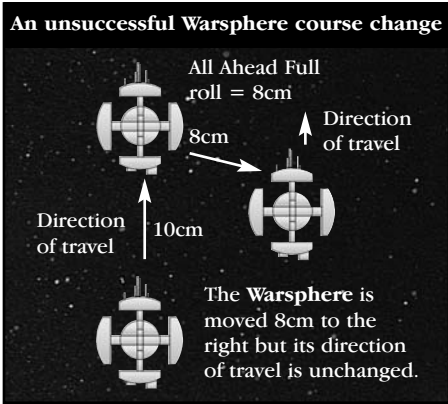 An unsuccessful Warsphere course change
All Ahead Full
roll = 8cm
8cm
Direction
of travel
Direction
of travel
10cm
The Warsphere is
moved 8cm to the
right but its direction
of travel is unchanged.